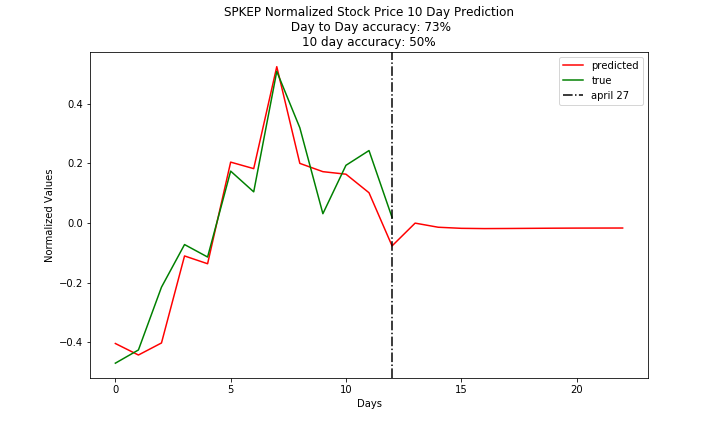 SPKEP Normalized Stock Price 10 Day Prediction
Day to Day accuracy: 73%
10 day accuracy: 50%
predicted
true
april 27
0.4
0.2
0.0
−0.2
−0.4
Normalized Values
0 5 10 15 20
Days